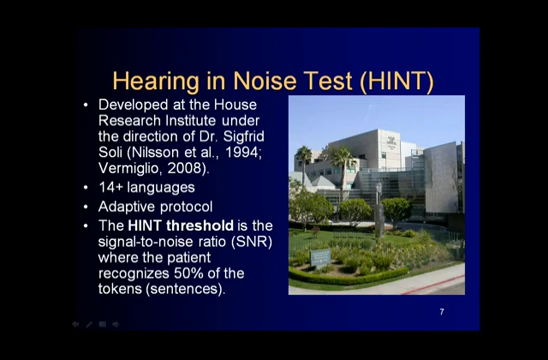 Hearing in Noise Test (HINT)
• Developed at the House
Research Institute under
the direction of Dr. Sigfrid
Soli (Nilsson et al., 1994;
Vermiglio, 2008).
• 14+ languages
• Adaptive protocol
• The HINT threshold is the
signal-to-noise ratio (SNR)
where the patient
recognizes 50% of the
tokens (sentences).
7